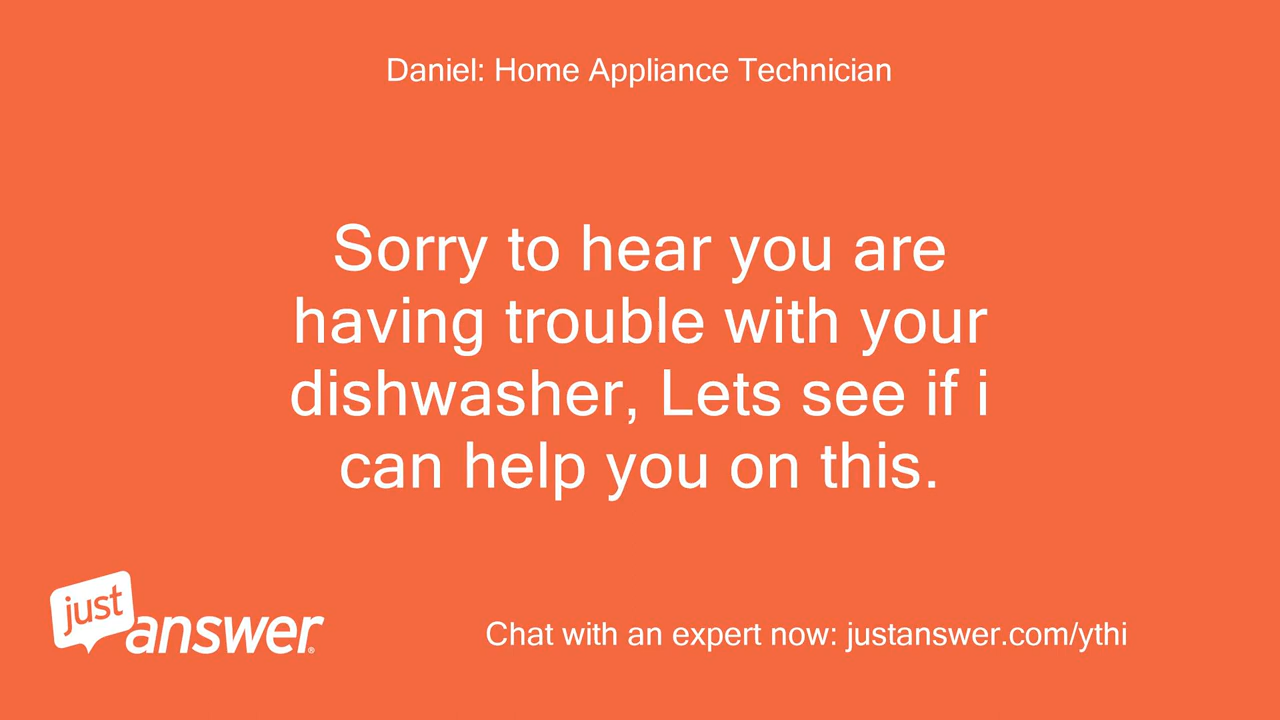 Daniel: Home Appliance Technician
Sorry to hear you are
having trouble with your
dishwasher, Lets see if i
can help you on this.
just
answer®
Chat with an expert now: justanswer.com/ythi